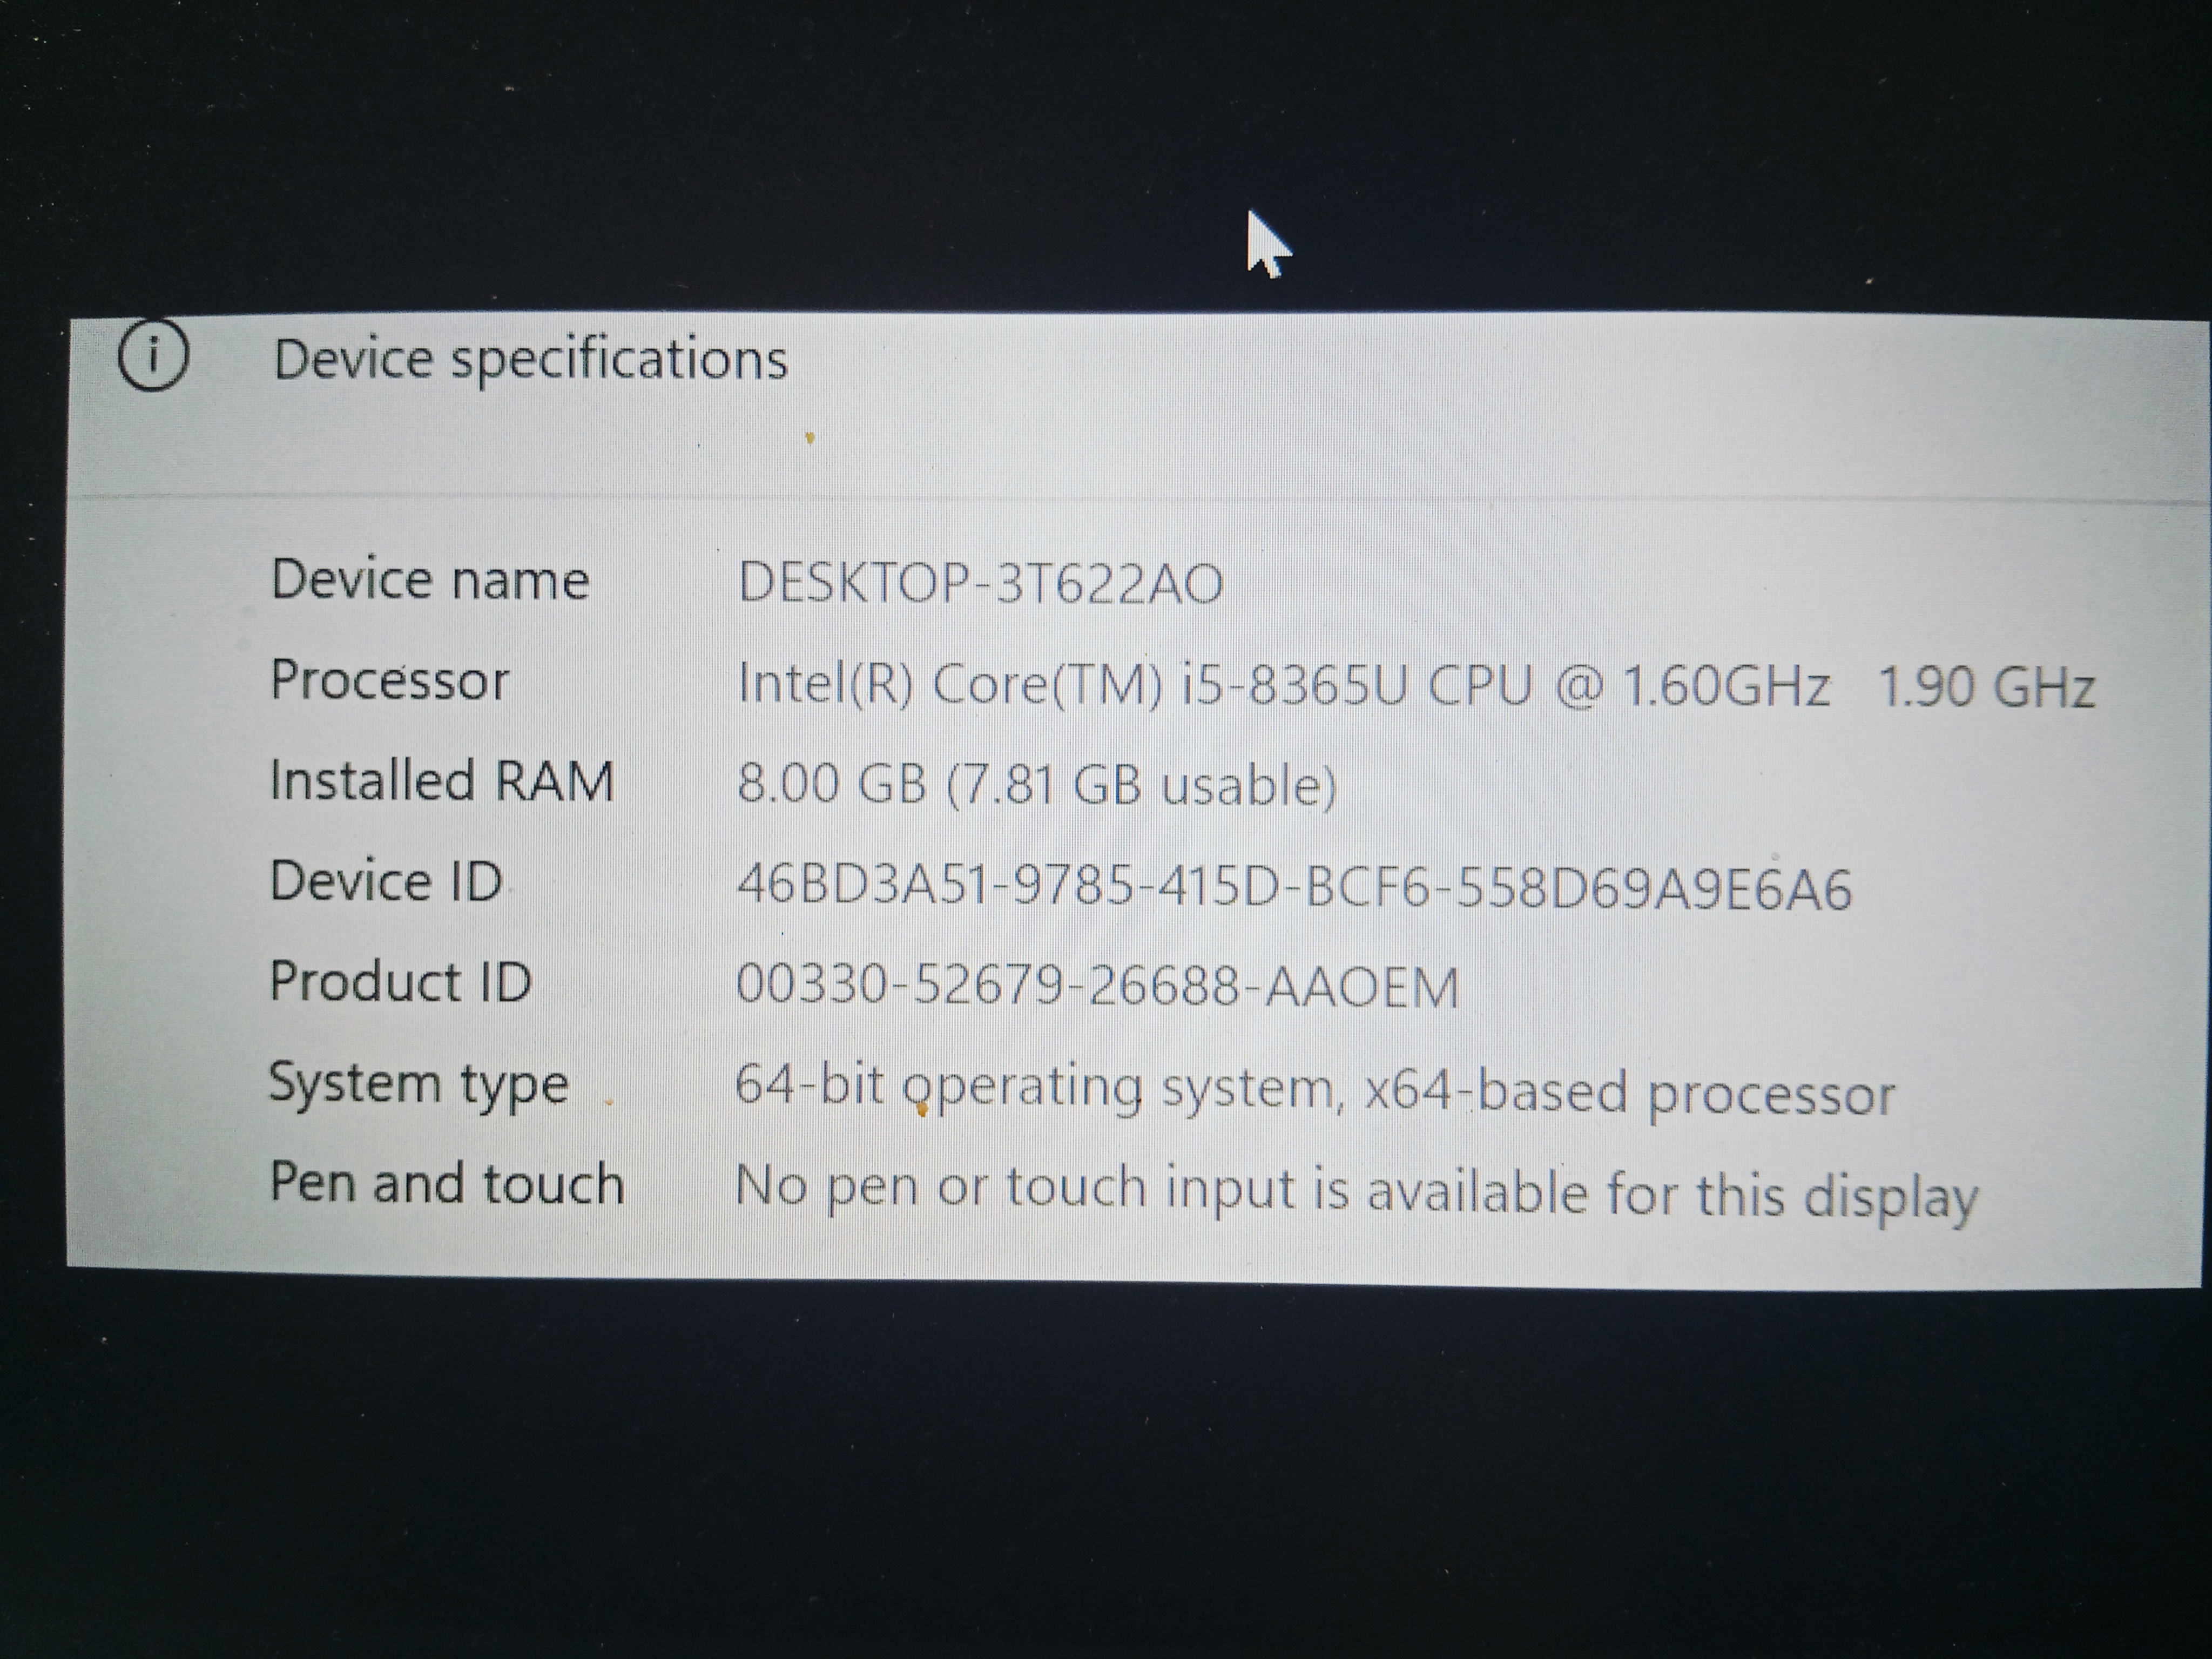 Device specifications
Device name DESKTOP-3T622AO
Processor Intel(R) Core(TM) i5-8365U CPU @ 1.60GHz 1.90 GHz
Installed RAM 8.00 GB (7.81 GB usable)
Device ID 46BD3A51-9785-415D-BCF6-558D69A9E6A6
Product ID 00330-52679-26688-AAOEM
System type 64-bit operating system, x64-based processor
Pen and touch No pen or touch input is available for this display